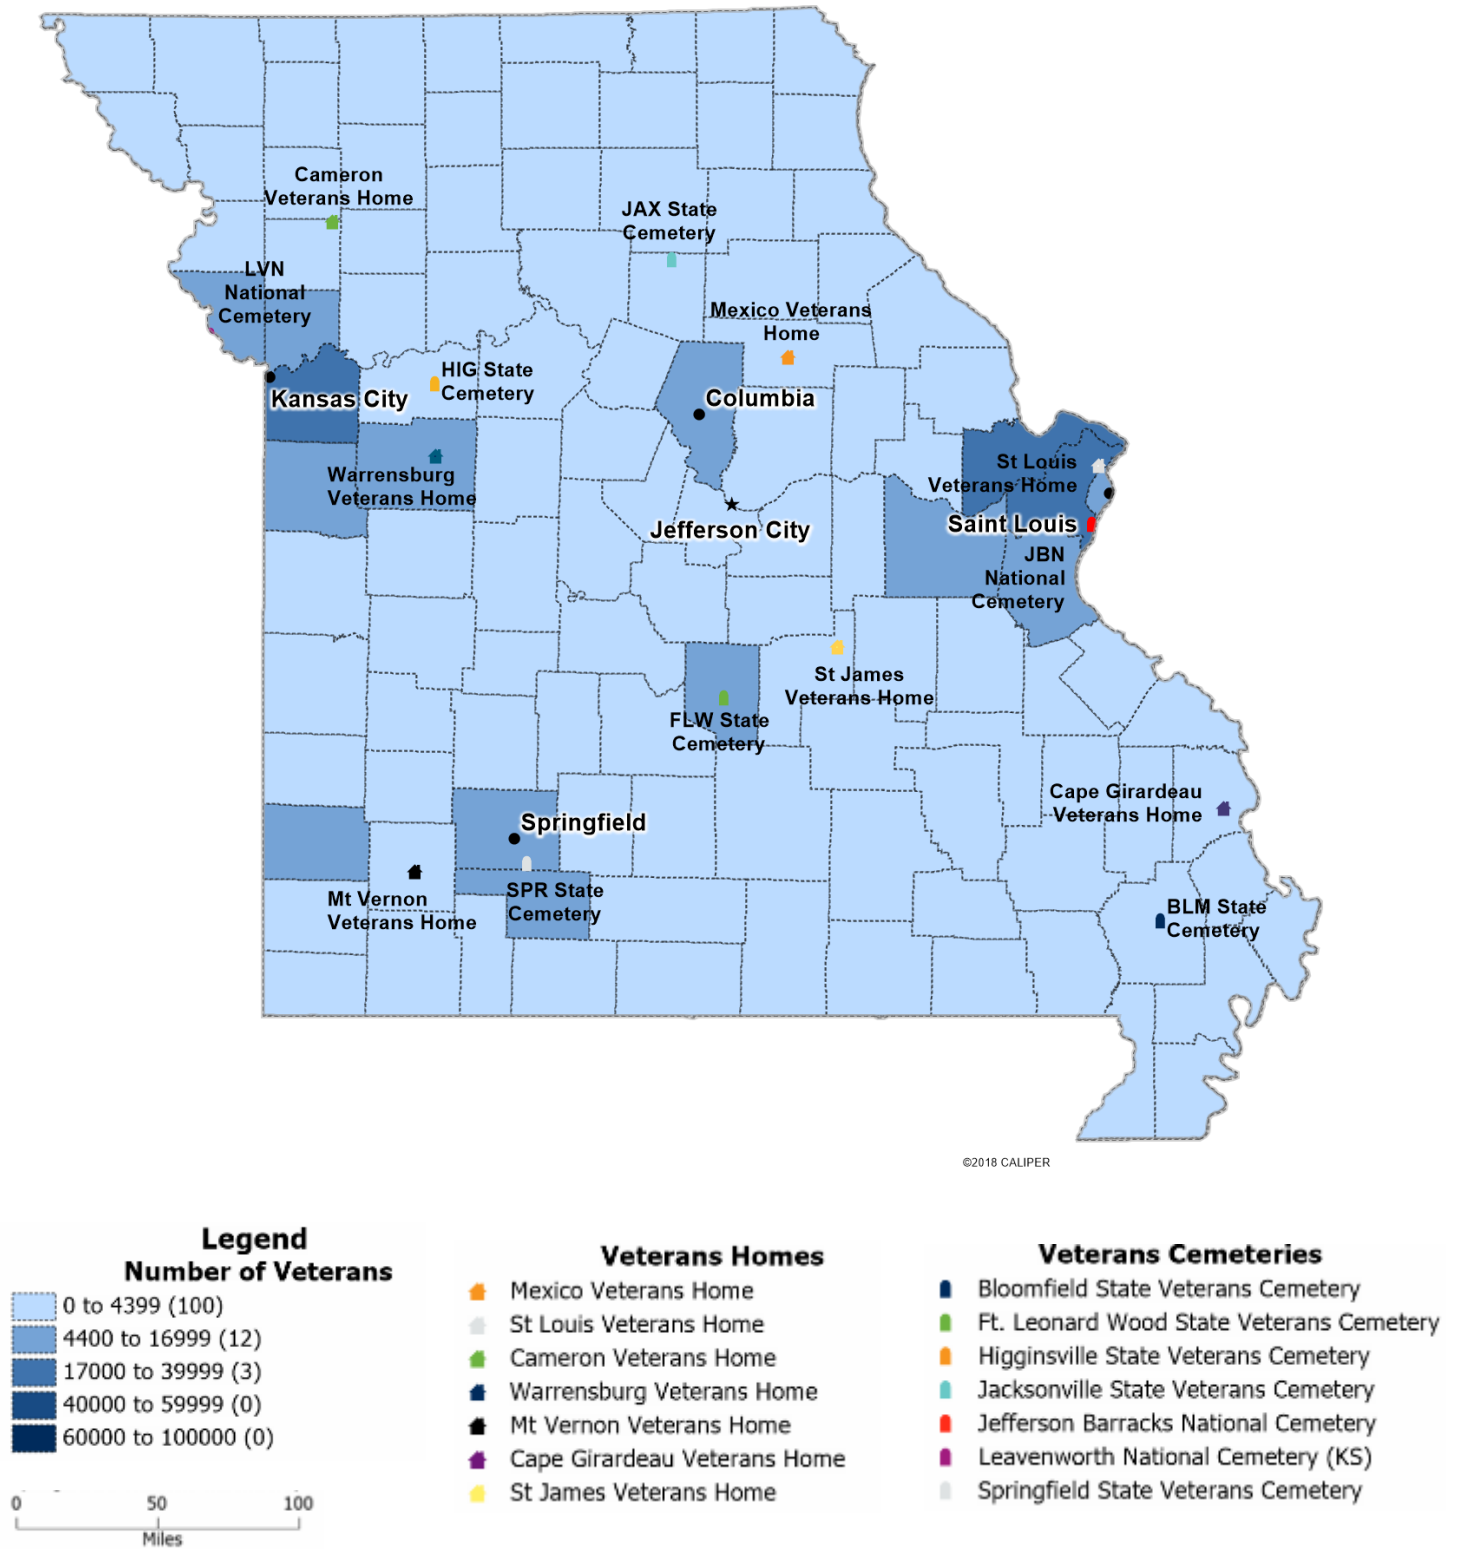 Cameron
Veterans Home
JAX State
Cemetery
LVN
National
Cemetery
Mexico Veterans
Home
HIG State
Cemetery
Kansas City
Columbia
Warrensburg
Veterans Home
St Louis
Veterans Home
Jefferson City
Saint Louis
JBN
National
Cemetery
St James
Veterans Home
FLW State
Cemetery
Cape Girardeau
Veterans Home
Springfield
Mt Vernon
Veterans Home
SPR State
Cemetery
BLM State
Cemetery
©2018 CALIPER
Legend
Number of Veterans
0 to 4399 (100)
4400 to 16999 (12)
17000 to 39999 (3)
40000 to 59999 (0)
60000 to 100000 (0)
0 50 100
Miles
Veterans Homes
Mexico Veterans Home
St Louis Veterans Home
Cameron Veterans Home
Warrensburg Veterans Home
Mt Vernon Veterans Home
Cape Girardeau Veterans Home
St James Veterans Home
Veterans Cemeteries
Bloomfield State Veterans Cemetery
Ft. Leonard Wood State Veterans Cemetery
Higginsville State Veterans Cemetery
Jacksonville State Veterans Cemetery
Jefferson Barracks National Cemetery
Leavenworth National Cemetery (KS)
Springfield State Veterans Cemetery